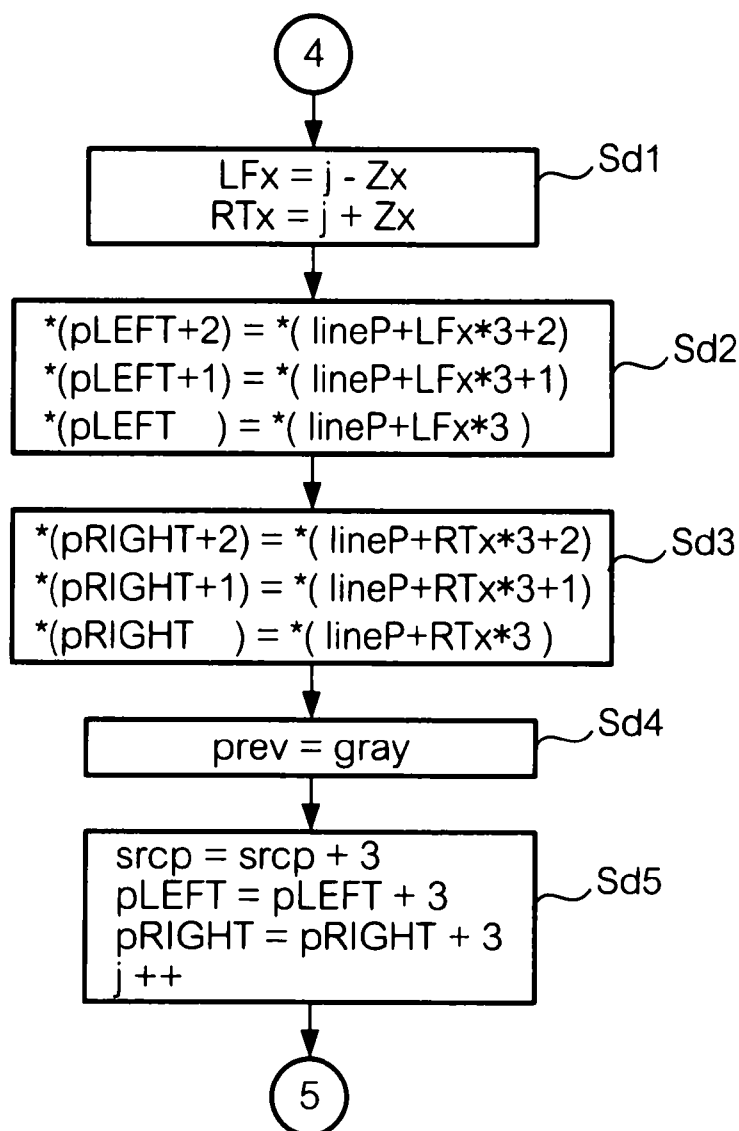 4
LFx = j - Zx
RTx = j + Zx
Sd1
*(pLEFT+2) = *( lineP+LFx*3+2)
*(pLEFT+1) = *( lineP+LFx*3+1)
*(pLEFT   ) = *( lineP+LFx*3 )
Sd2
*(pRIGHT+2) = *( lineP+RTx*3+2)
*(pRIGHT+1) = *( lineP+RTx*3+1)
*(pRIGHT   ) = *( lineP+RTx*3 )
Sd3
prev = gray
Sd4
srcp = srcp + 3
pLEFT = pLEFT + 3
pRIGHT = pRIGHT + 3
j ++
Sd5
5